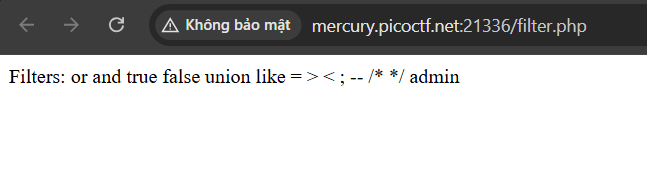 Không bảo mật mercury.picoctf.net:21336/filter.php
Filters: or and true false union like = > < ; -- /* */ admin